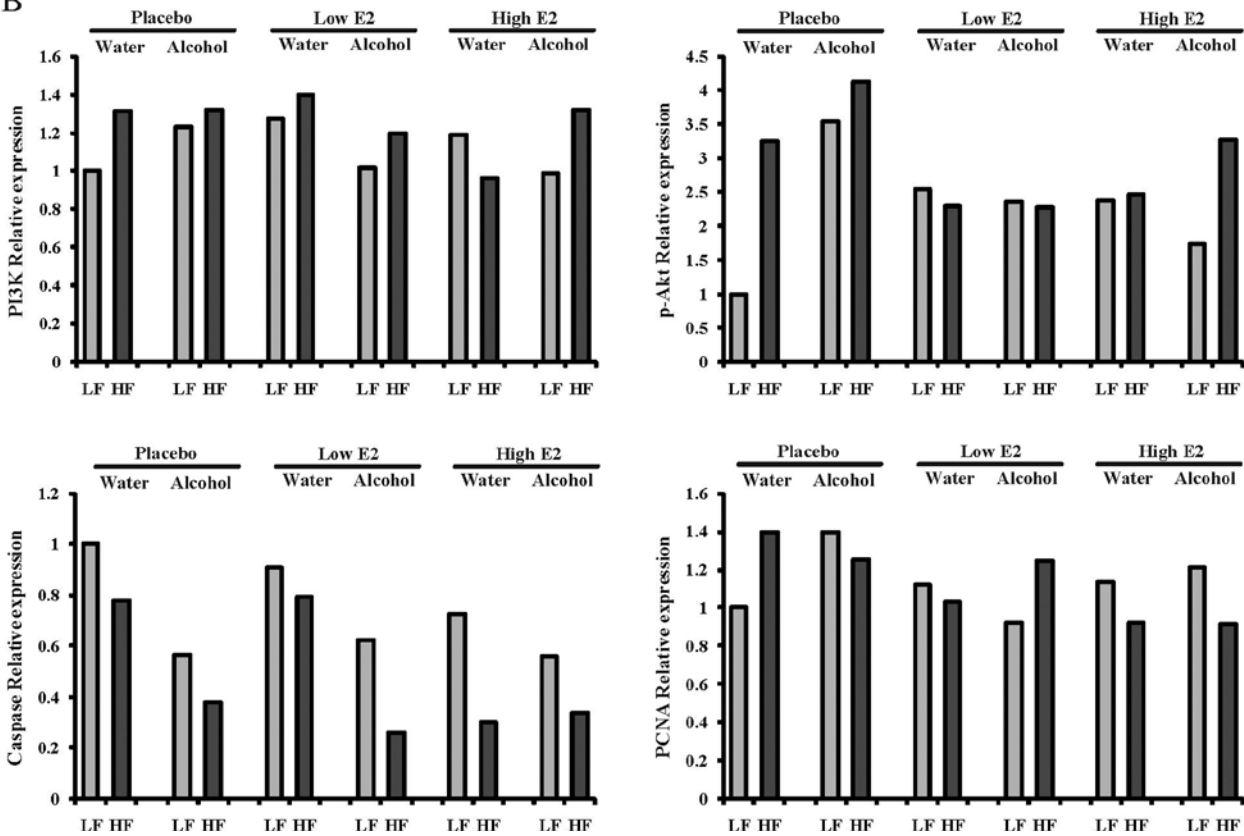 B
Placebo Low E2 High E2
Water Alcohol Water Alcohol Water Alcohol
PI3K Relative expression
1.6
1.4
1.2
1
0.8
0.6
0.4
0.2
0
LF HF LF HF LF HF LF HF LF HF LF HF
Placebo Low E2 High E2
Water Alcohol Water Alcohol Water Alcohol
p-Akt Relative expression
4.5
4
3.5
3
2.5
2
1.5
1
0.5
0
LF HF LF HF LF HF LF HF LF HF LF HF
Placebo Low E2 High E2
Water Alcohol Water Alcohol Water Alcohol
Caspase Relative expression
1.2
1
0.8
0.6
0.4
0.2
0
LF HF LF HF LF HF LF HF LF HF LF HF
Placebo Low E2 High E2
Water Alcohol Water Alcohol Water Alcohol
PCNA Relative expression
1.6
1.4
1.2
1
0.8
0.6
0.4
0.2
0
LF HF LF HF LF HF LF HF LF HF LF HF